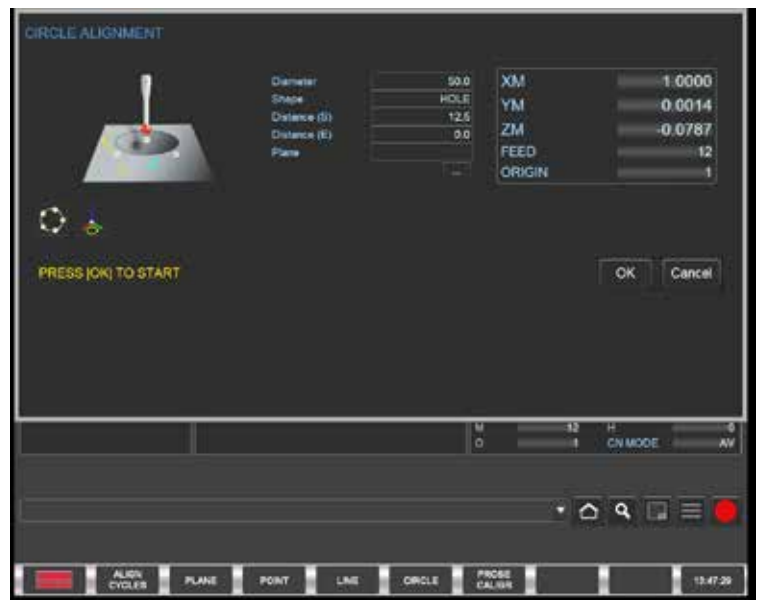 CIRCLE ALIGNMENT
Diameter 50.0
Shape HOLE
Distance (S) 12.5
Distance (E) 0.0
Plane
...
XM 1.0000
YM 0.0014
ZM -0.0787
FEED 12
ORIGIN 1
PRESS [OK] TO START
OK Cancel
M 12 H 0
O 1 CN MODE AV
ALIGN CYCLES
PLANE
POINT
LINE
CIRCLE
PROBE CALIBR
13:47:29